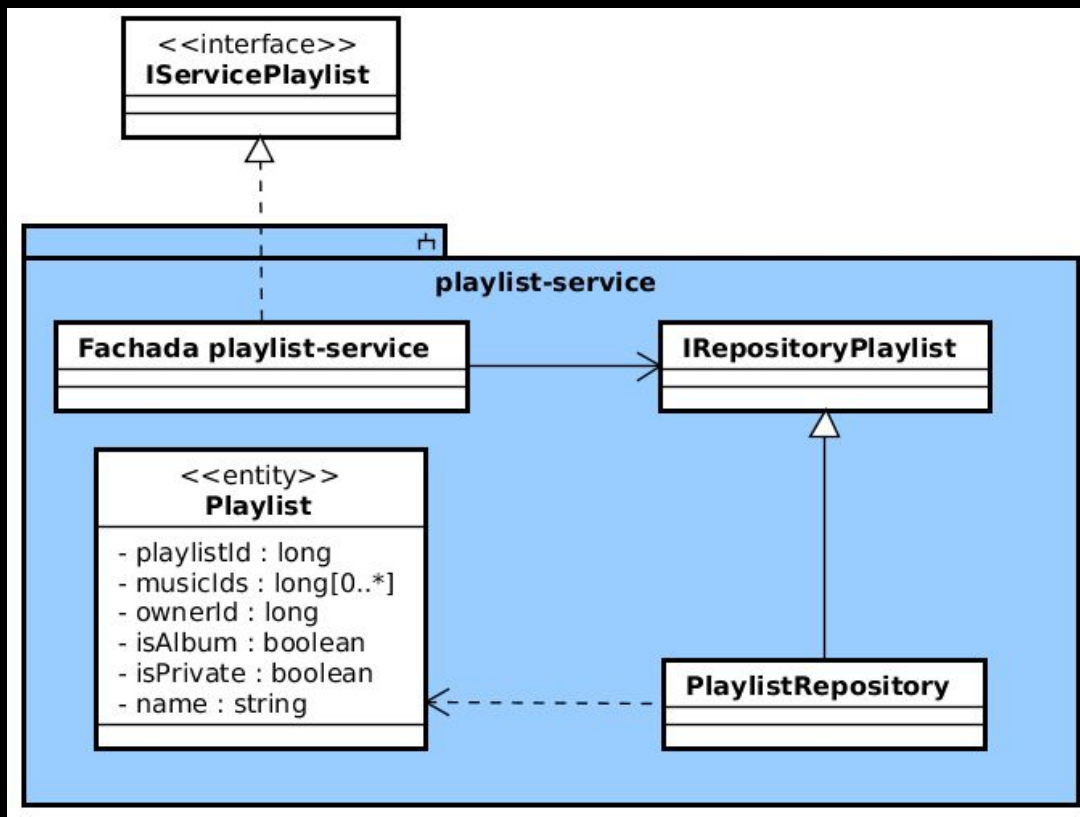 <<interface>>
IServicePlaylist
playlist-service
Fachada playlist-service
IRepositoryPlaylist
<<entity>>
Playlist
- playlistId : long
- musicIds : long[0..*]
- ownerId : long
- isAlbum : boolean
- isPrivate : boolean
- name : string
PlaylistRepository